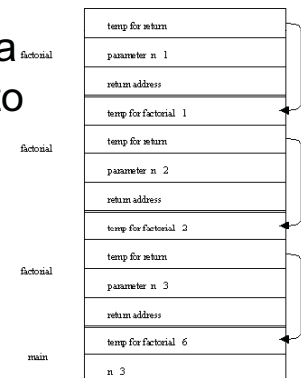 a
to
temp for return
factorial
parameter n 1
return address
temp for factorial 1
temp for return
factorial
parameter n 2
return address
temp for factorial 2
temp for return
factorial
parameter n 3
return address
temp for factorial 6
main
n 3